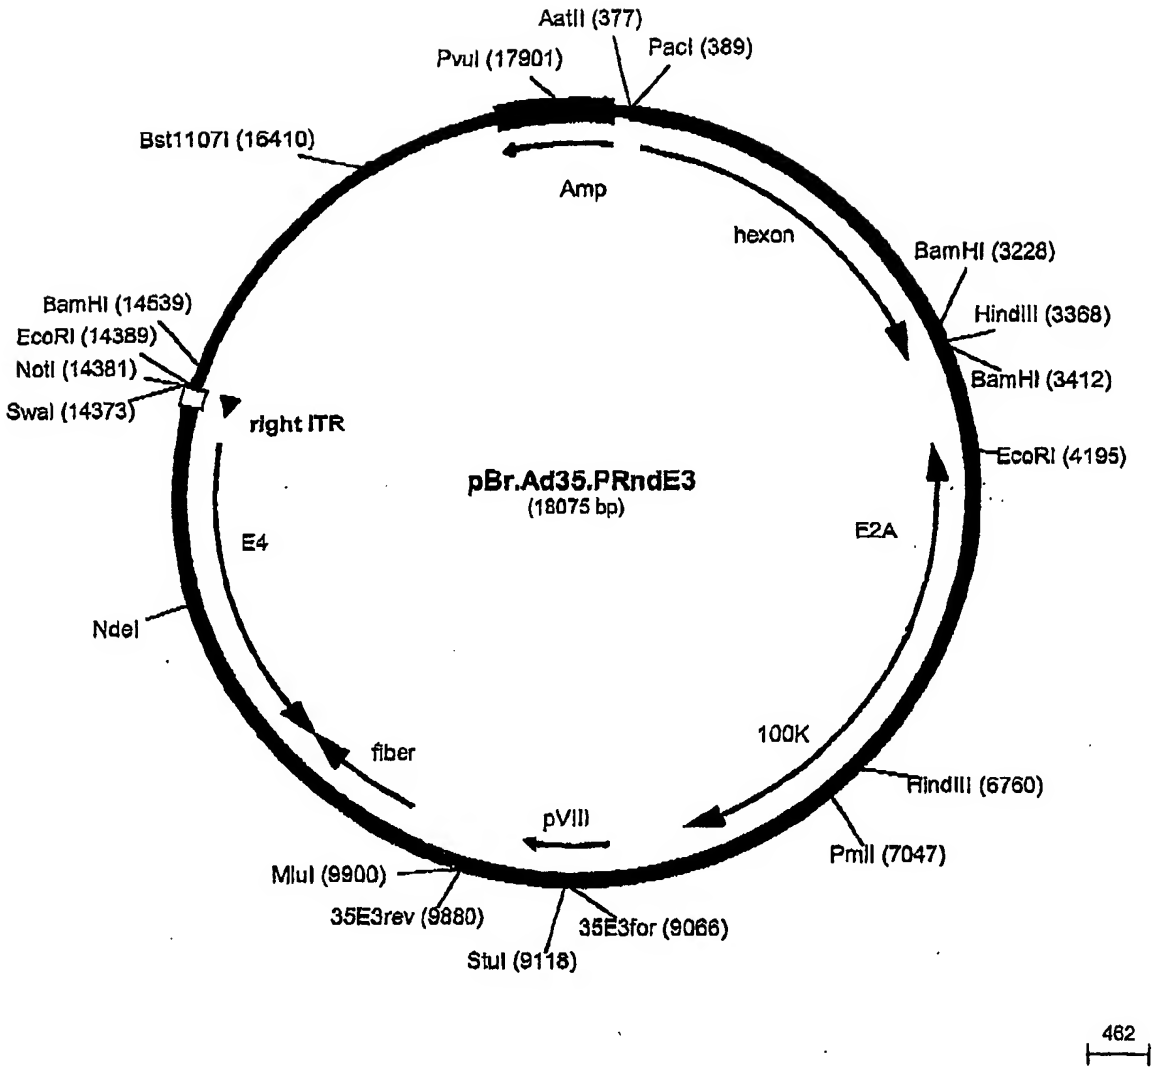 AatII (377)
PacI (389)
PvuI (17901)
Bst1107I (16410)
Amp
hexon
BamHI (3228)
HindIII (3368)
BamHI (3412)
EcoRI (4195)
BamHI (14539)
EcoRI (14389)
NotI (14381)
SwaI (14373)
right ITR
pBr.Ad35.PRndE3
(18075 bp)
E2A
E4
NdeI
100K
fiber
HindIII (6760)
pVIII
PmlI (7047)
MluI (9900)
35E3rev (9880)
35E3for (9066)
StuI (9118)
462